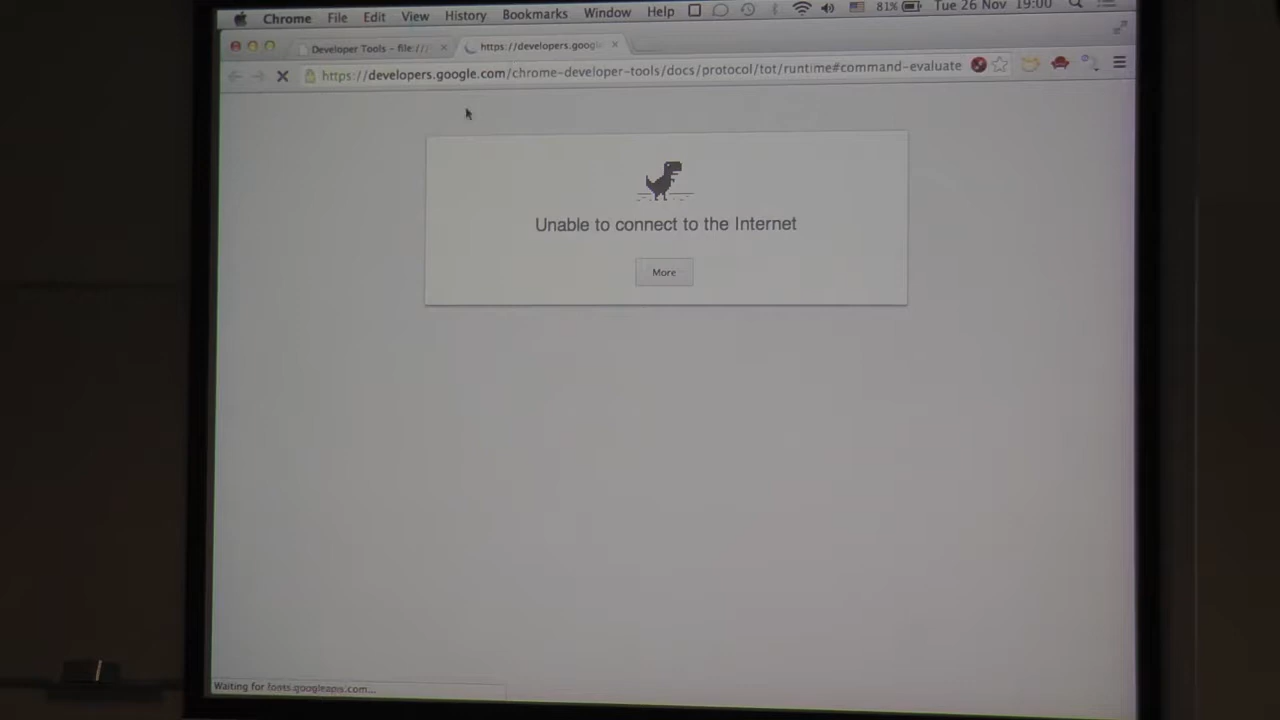 Chrome File Edit View History Bookmarks Window Help 81% Tue 26 Nov 19:00
Developer Tools - file:///
https://developers.goog
https://developers.google.com/chrome-developer-tools/docs/protocol/tot/runtime#command-evaluate
Unable to connect to the Internet
More
Waiting for fonts.googleapis.com...